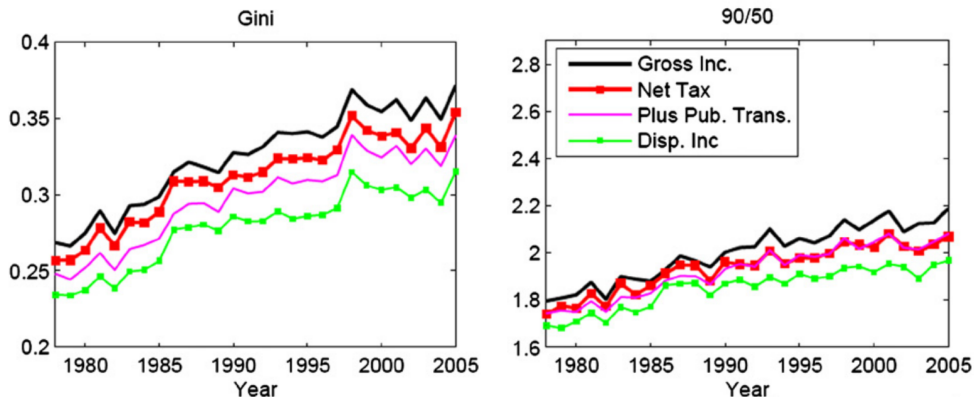 Gini
0.4
0.35
0.3
0.25
0.2
1980 1985 1990 1995 2000 2005
Year
90/50
2.8
2.6
2.4
2.2
2
1.8
1.6
Gross Inc.
Net Tax
Plus Pub. Trans.
Disp. Inc
1980 1985 1990 1995 2000 2005
Year